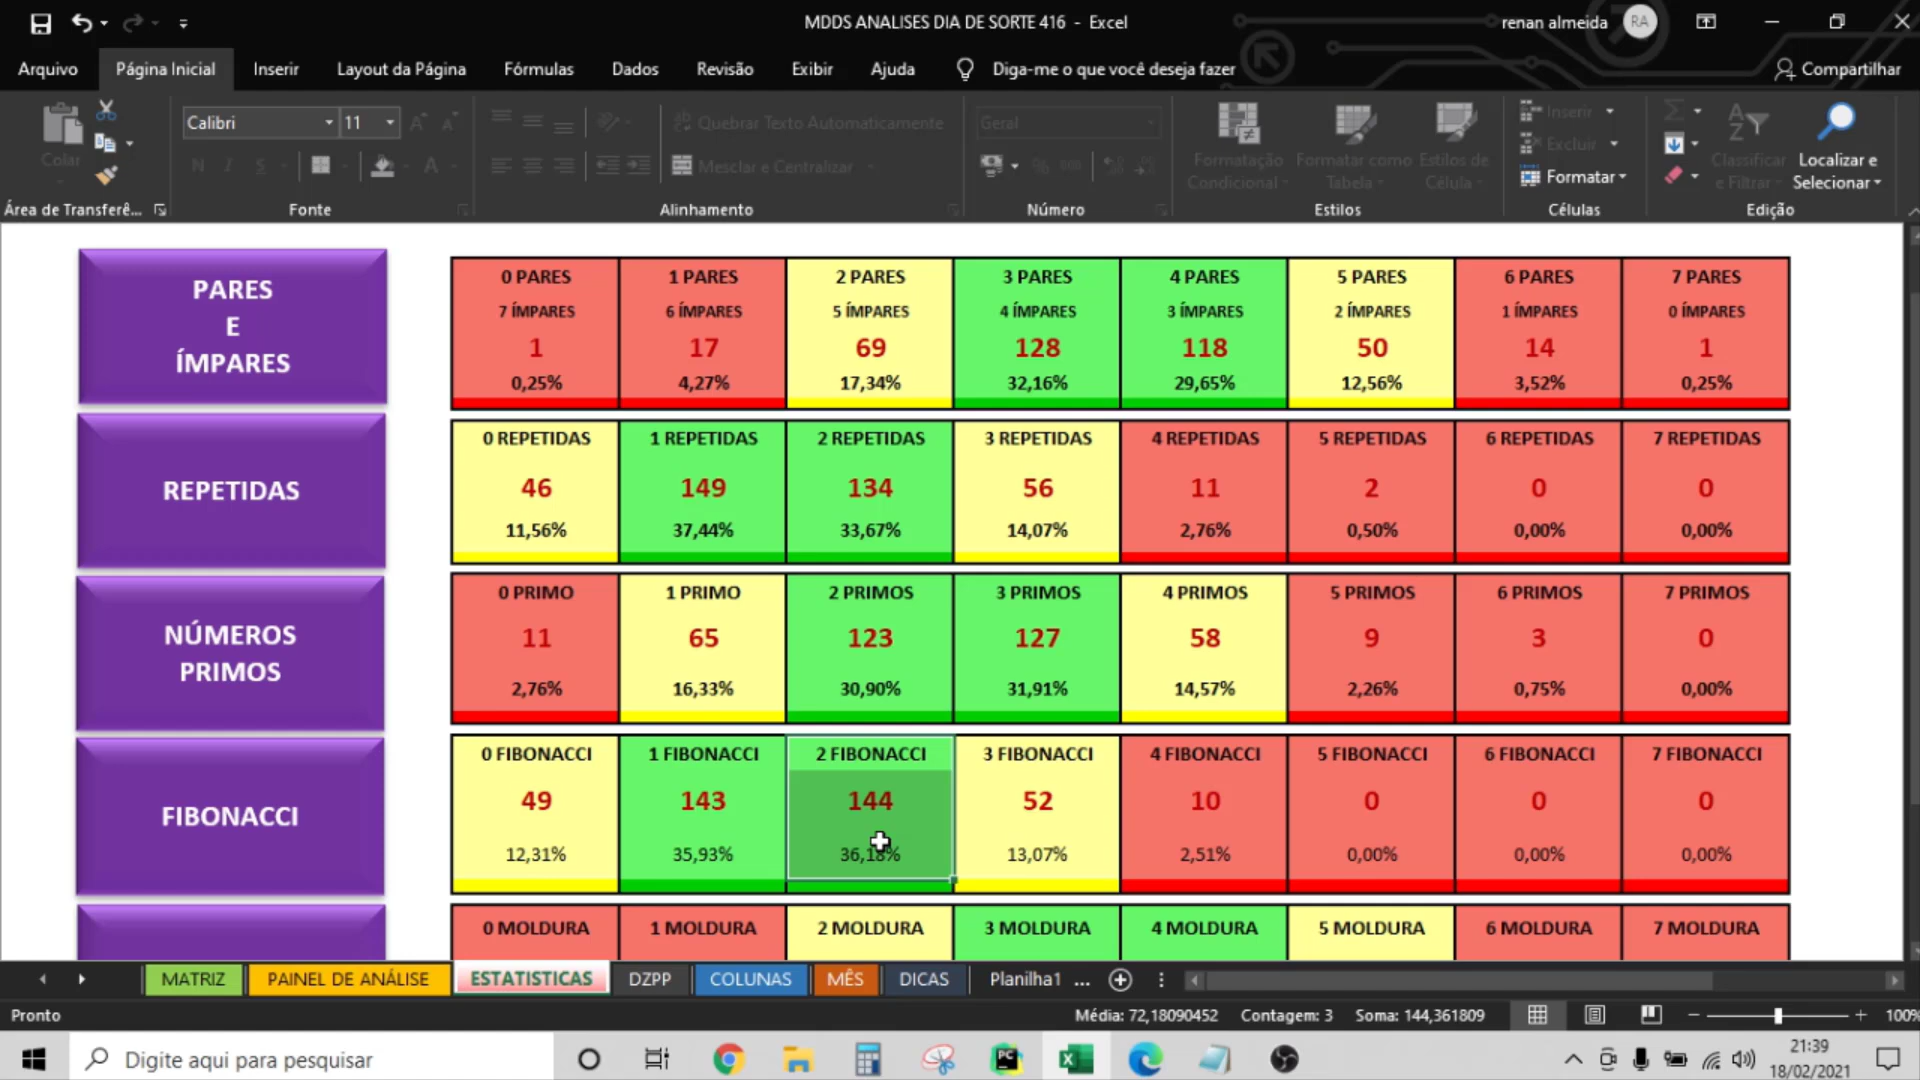 MDDS ANALISES DIA DE SORTE 416 - Excel
renan almeida RA
Arquivo Página Inicial Inserir Layout da Página Fórmulas Dados Revisão Exibir Ajuda Diga-me o que você deseja fazer Compartilhar
Calibri 11 Quebrar Texto Automaticamente Geral Inserir
Colar Mesclar e Centralizar Formatação Condicional Formatar como Tabela Estilos de Célula Excluir Classificar e Filtrar Localizar e Selecionar
N I S Formatar
Área de Transferê... Fonte Alinhamento Número Estilos Células Edição
PARES
E
ÍMPARES
0 PARES 1 PARES 2 PARES 3 PARES 4 PARES 5 PARES 6 PARES 7 PARES
7 ÍMPARES 6 ÍMPARES 5 ÍMPARES 4 ÍMPARES 3 ÍMPARES 2 ÍMPARES 1 ÍMPARES 0 ÍMPARES
1 17 69 128 118 50 14 1
0,25% 4,27% 17,34% 32,16% 29,65% 12,56% 3,52% 0,25%
REPETIDAS
0 REPETIDAS 1 REPETIDAS 2 REPETIDAS 3 REPETIDAS 4 REPETIDAS 5 REPETIDAS 6 REPETIDAS 7 REPETIDAS
46 149 134 56 11 2 0 0
11,56% 37,44% 33,67% 14,07% 2,76% 0,50% 0,00% 0,00%
NÚMEROS
PRIMOS
0 PRIMO 1 PRIMO 2 PRIMOS 3 PRIMOS 4 PRIMOS 5 PRIMOS 6 PRIMOS 7 PRIMOS
11 65 123 127 58 9 3 0
2,76% 16,33% 30,90% 31,91% 14,57% 2,26% 0,75% 0,00%
FIBONACCI
0 FIBONACCI 1 FIBONACCI 2 FIBONACCI 3 FIBONACCI 4 FIBONACCI 5 FIBONACCI 6 FIBONACCI 7 FIBONACCI
49 143 144 52 10 0 0 0
12,31% 35,93% 36,18% 13,07% 2,51% 0,00% 0,00% 0,00%
0 MOLDURA 1 MOLDURA 2 MOLDURA 3 MOLDURA 4 MOLDURA 5 MOLDURA 6 MOLDURA 7 MOLDURA
MATRIZ PAINEL DE ANÁLISE ESTATISTICAS DZPP COLUNAS MÊS DICAS Planilha1 ...
Pronto Média: 72,18090452 Contagem: 3 Soma: 144,361809 100%
Digite aqui para pesquisar
21:39
18/02/2021